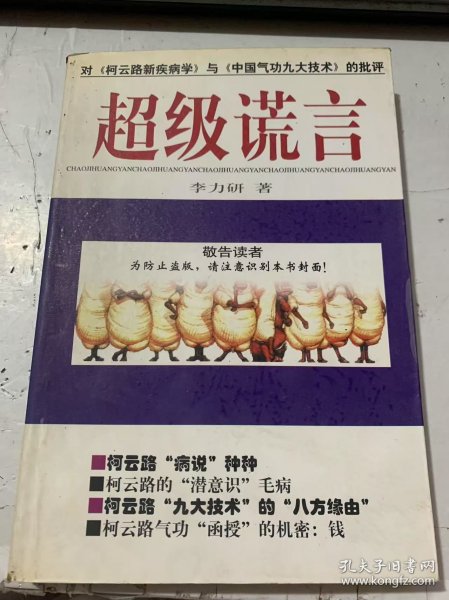 对《柯云路新疾病学》与《中国气功九大技术》的批评
超级谎言
CHAOJIHUANGYANCHAOJIHUANGYANCHAOJIHUANGYANCHAOJIHUANGYANCHAOJIHUANGYAN
李力研 著
敬告读者
为防止盗版，请注意识别本书封面！
■柯云路“病说”种种
■柯云路的“潜意识”毛病
■柯云路“九大技术”的“八方缘由”
■柯云路气功“函授”的机密：钱
孔夫子旧书网
kongfz.com